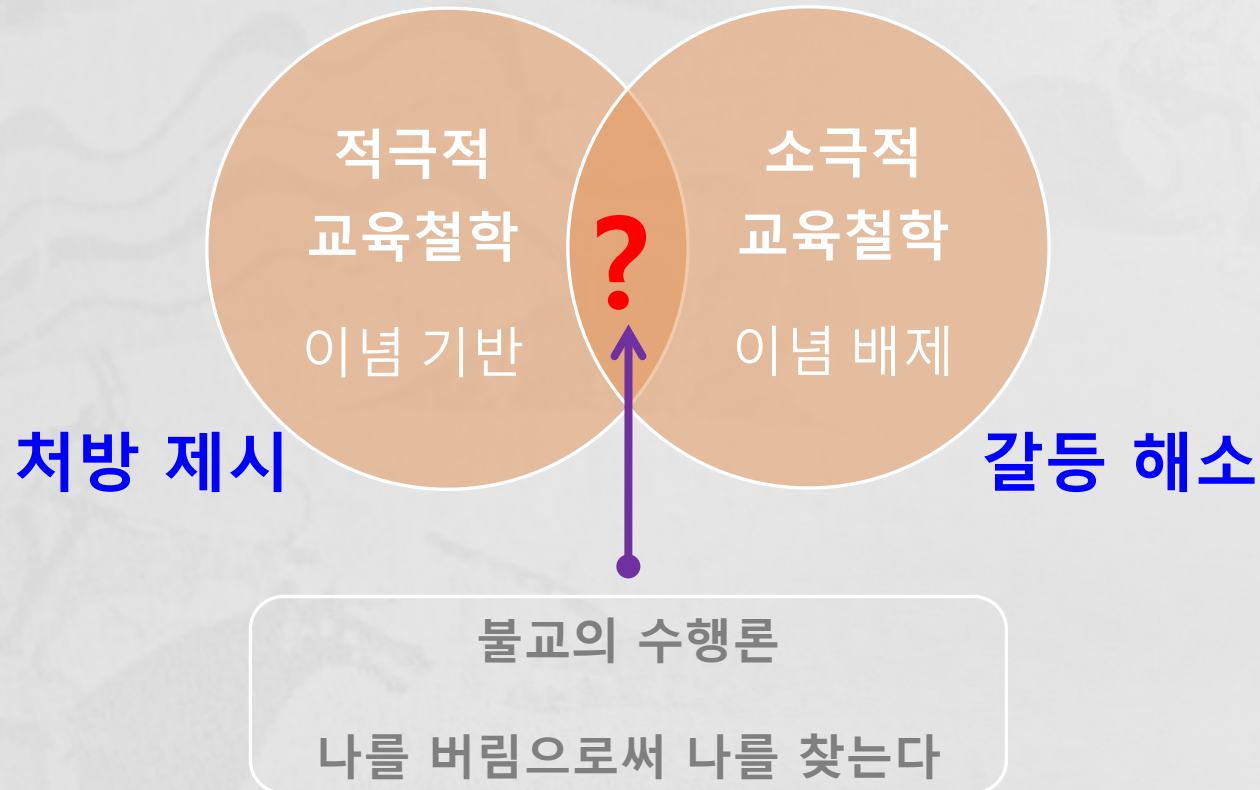 적극적
교육철학
이념 기반
처방 제시
?
소극적
교육철학
이념 배제
갈등 해소
불교의 수행론
나를 버림으로써 나를 찾는다